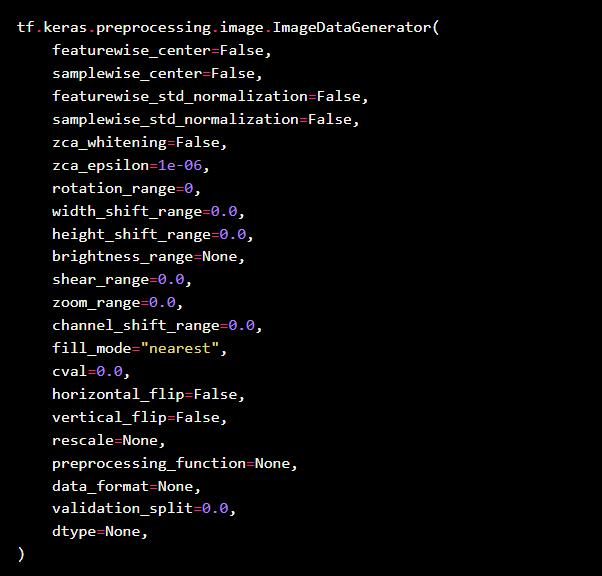 tf.keras.preprocessing.image.ImageDataGenerator(
    featurewise_center=False,
    samplewise_center=False,
    featurewise_std_normalization=False,
    samplewise_std_normalization=False,
    zca_whitening=False,
    zca_epsilon=1e-06,
    rotation_range=0,
    width_shift_range=0.0,
    height_shift_range=0.0,
    brightness_range=None,
    shear_range=0.0,
    zoom_range=0.0,
    channel_shift_range=0.0,
    fill_mode="nearest",
    cval=0.0,
    horizontal_flip=False,
    vertical_flip=False,
    rescale=None,
    preprocessing_function=None,
    data_format=None,
    validation_split=0.0,
    dtype=None,
)